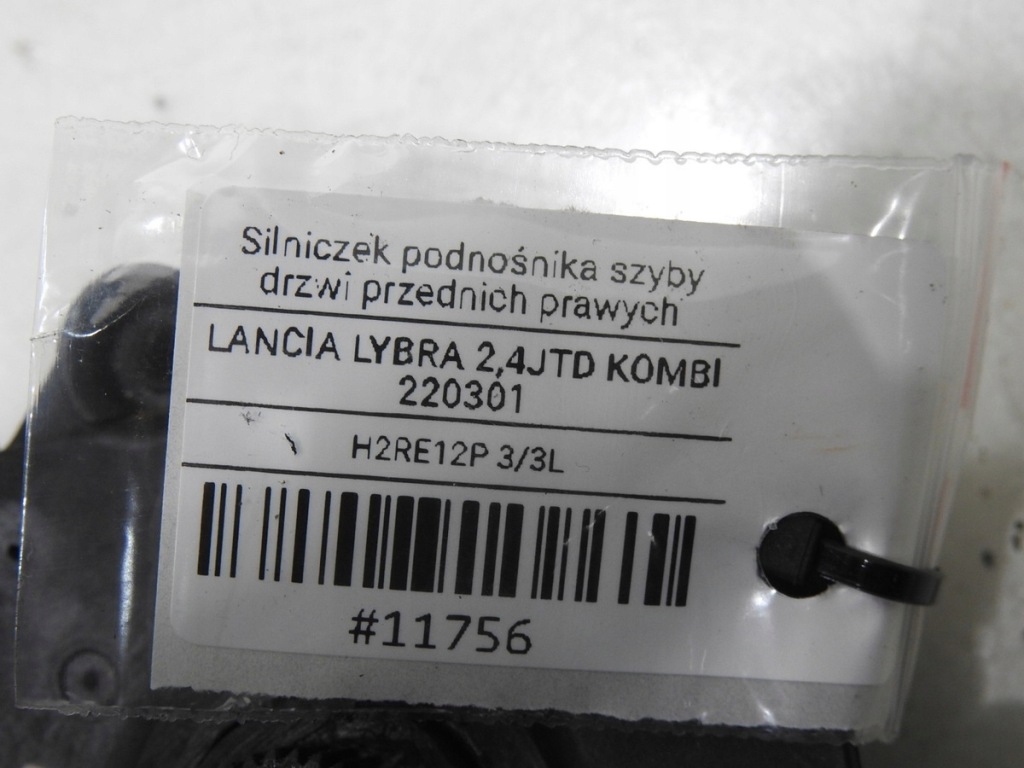 Silniczek podnośnika szyby
drzwi przednich prawych
LANCIA LYBRA 2,4JTD KOMBI
220301
H2RE12P 3/3L
#11756